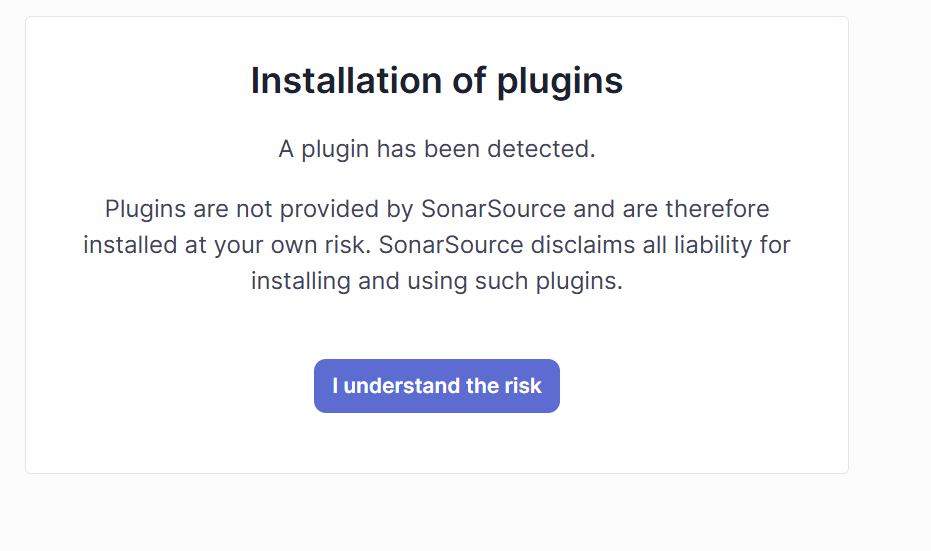 Installation of plugins
A plugin has been detected.
Plugins are not provided by SonarSource and are therefore
installed at your own risk. SonarSource disclaims all liability for
installing and using such plugins.
I understand the risk